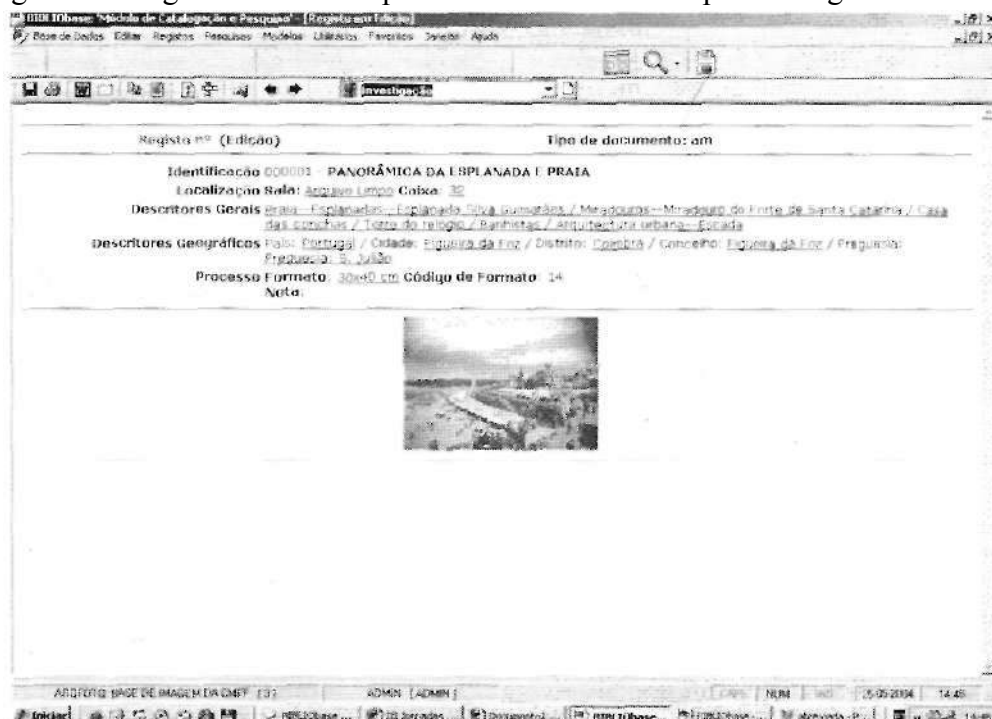 BIBLIObase: "Módulo de Catalogação e Pesquisa" - [Registo em Edição]
Base de Dados Editar Registos Pesquisas Modelos Utilitários Favoritos Janelas Ajuda
Investigação
Registo nº (Edição) Tipo de documento: am
Identificação 000001 - PANORÂMICA DA ESPLANADA E PRAIA
Localização Sala: Arquivo Limpo Caixa: 32
Descritores Gerais Praia--Esplanadas--Esplanada Silva Guimarães / Miradouros--Miradouro do Forte de Santa Catarina / Casa
das conchas / Torre do relógio / Banhistas / Arquitectura urbana--Escada
Descritores Geográficos País: Portugal / Cidade: Figueira da Foz / Distrito: Coimbra / Concelho: Figueira da Foz / Freguesia:
Freguesia: S. Julião
Processo Formato: 30x40 cm Código de Formato: 14
Nota:
BASE DE IMAGEM DA CMFF ADMIN [ADMIN] NUM 25-05-2004 14:45
Iniciar BIBLIObase...